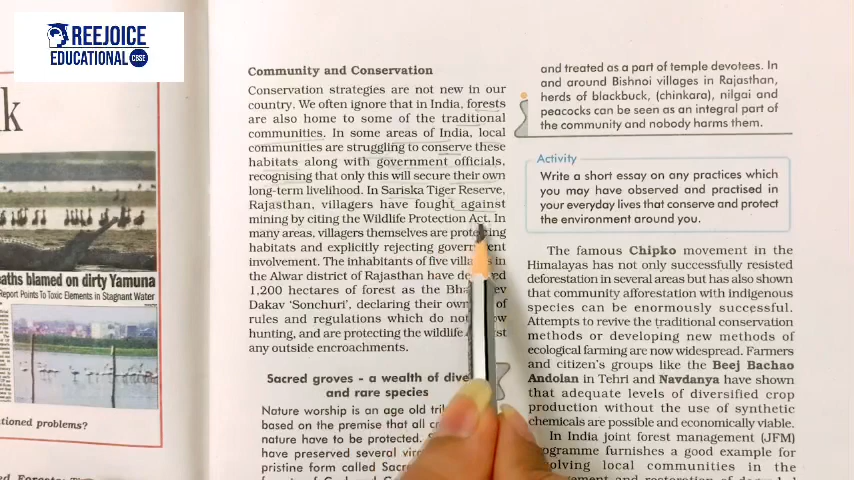 REEJOICE
EDUCATIONAL CBSE
k
eaths blamed on dirty Yamuna
Report Points To Toxic Elements in Stagnant Water
tioned problems?
Community and Conservation
Conservation strategies are not new in our
country. We often ignore that in India, forests
are also home to some of the traditional
communities. In some areas of India, local
communities are struggling to conserve these
habitats along with government officials,
recognising that only this will secure their own
long-term livelihood. In Sariska Tiger Reserve,
Rajasthan, villagers have fought against
mining by citing the Wildlife Protection Act. In
many areas, villagers themselves are protecting
habitats and explicitly rejecting government
involvement. The inhabitants of five villa in
the Alwar district of Rajasthan have de d
1,200 hectares of forest as the Bha ev
Dakav ‘Sonchuri’, declaring their own of
rules and regulations which do not ow
hunting, and are protecting the wildlife st
any outside encroachments.
Sacred groves - a wealth of dive
and rare species
Nature worship is an age old tri
based on the premise that all c
nature have to be protected. S
have preserved several vir
pristine form called Sacr
and treated as a part of temple devotees. In
and around Bishnoi villages in Rajasthan,
herds of blackbuck, (chinkara), nilgai and
peacocks can be seen as an integral part of
the community and nobody harms them.
Activity
Write a short essay on any practices which
you may have observed and practised in
your everyday lives that conserve and protect
the environment around you.
The famous Chipko movement in the
Himalayas has not only successfully resisted
deforestation in several areas but has also shown
that community afforestation with indigenous
species can be enormously successful.
Attempts to revive the traditional conservation
methods or developing new methods of
ecological farming are now widespread. Farmers
and citizen’s groups like the Beej Bachao
Andolan in Tehri and Navdanya have shown
that adequate levels of diversified crop
production without the use of synthetic
chemicals are possible and economically viable.
In India joint forest management (JFM)
ogramme furnishes a good example for
olving local communities in the